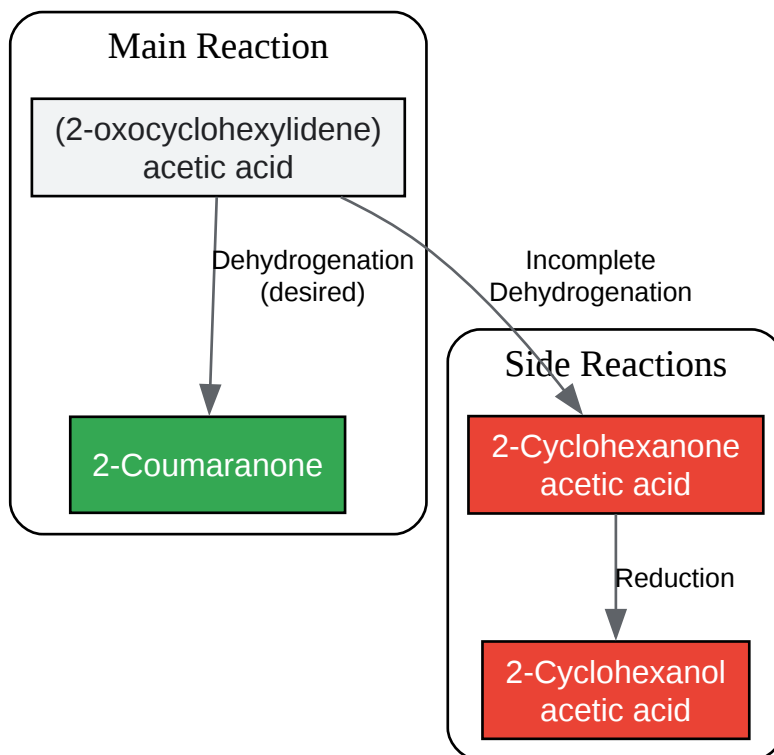 Main Reaction
(2-oxocyclohexylidene)
acetic acid
Dehydrogenation
(desired)
Incomplete
Dehydrogenation
Side Reactions
2-Coumaranone
2-Cyclohexanone
acetic acid
Reduction
2-Cyclohexanol
acetic acid